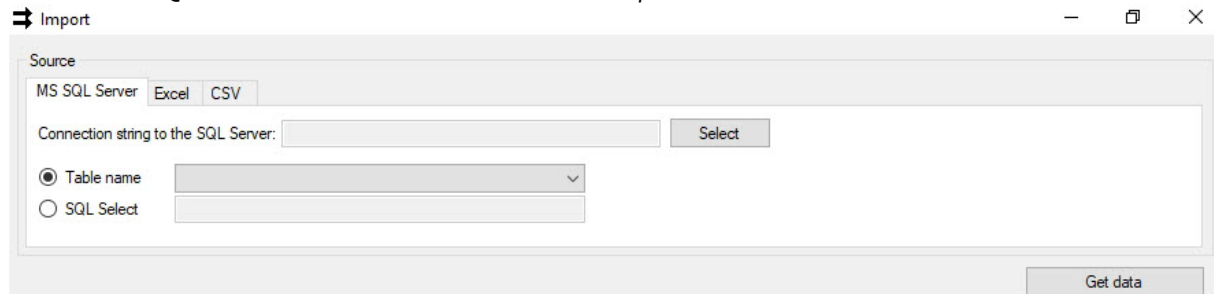 Import
Source
MS SQL Server Excel CSV
Connection string to the SQL Server: Select
Table name
SQL Select
Get data